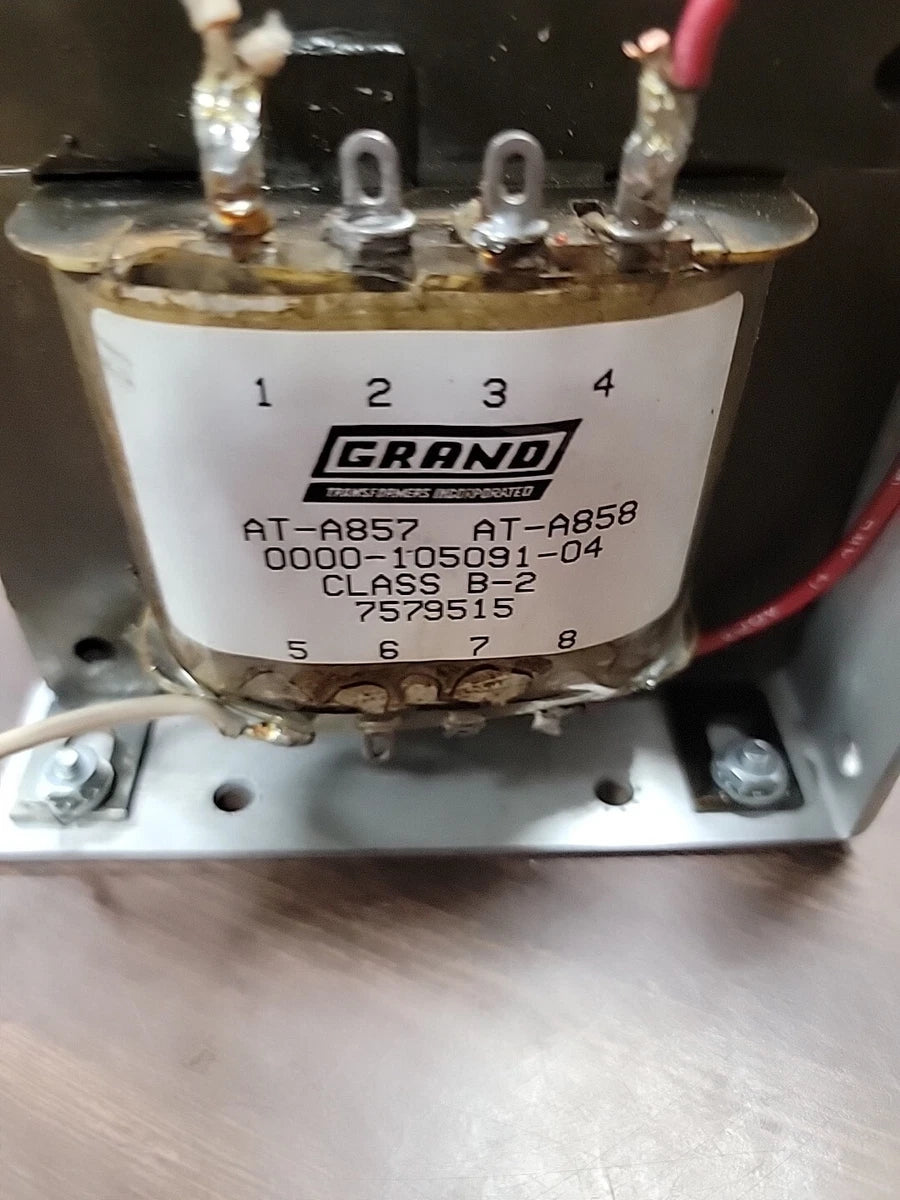 1 2 3 4
GRAND
TRANSFORMERS INCORPORATED
AT-A857 AT-A858
0000-105091-04
CLASS B-2
7579515
5 6 7 8